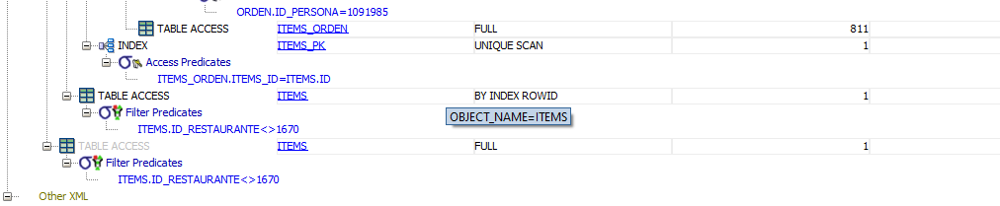 ORDEN.ID_PERSONA=1091985
TABLE ACCESS ITEMS_ORDEN FULL 811
INDEX ITEMS_PK UNIQUE SCAN 1
Access Predicates
ITEMS_ORDEN.ITEMS_ID=ITEMS.ID
TABLE ACCESS ITEMS BY INDEX ROWID 1
Filter Predicates
OBJECT_NAME=ITEMS
ITEMS.ID_RESTAURANTE<>1670
TABLE ACCESS ITEMS FULL 1
Filter Predicates
ITEMS.ID_RESTAURANTE<>1670
Other XML